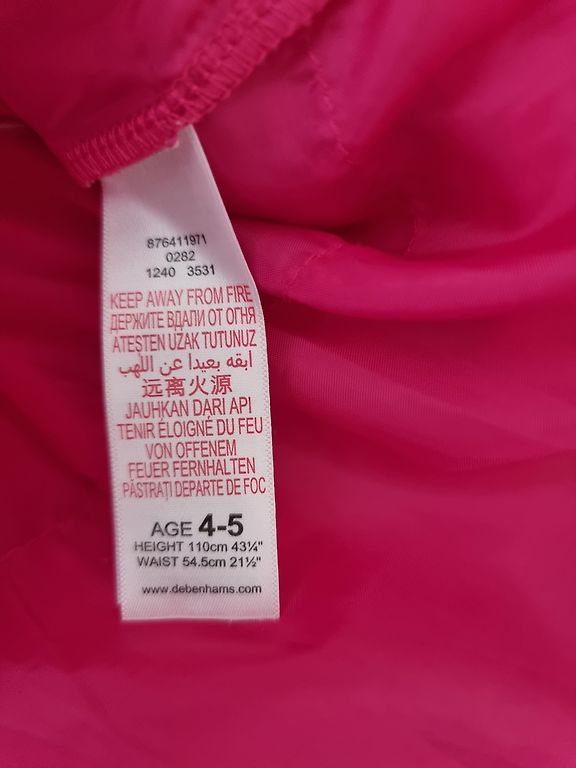 876411971
0282
1240 3531
KEEP AWAY FROM FIRE
ДЕРЖИТЕ ВДАЛИ ОТ ОГНЯ
ATEŞTEN UZAK TUTUNUZ
ابقه بعيدا عن اللهب
远离火源
JAUHKAN DARI API
TENIR ÉLOIGNÉ DU FEU
VON OFFENEM
FEUER FERNHALTEN
PĂSTRAȚI DEPARTE DE FOC
AGE 4-5
HEIGHT 110cm 43¼"
WAIST 54.5cm 21½"
www.debenhams.com